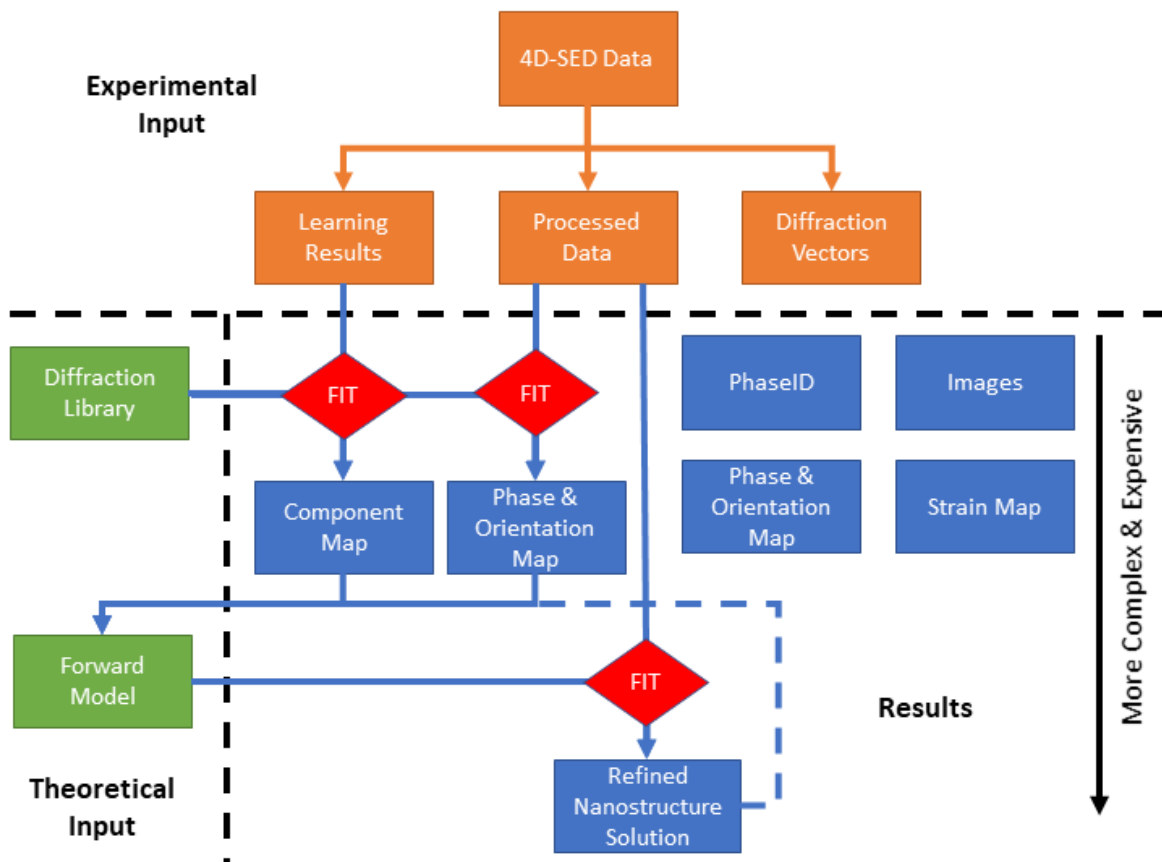 4D-SED Data
Experimental
Input
Learning
Results
Processed
Data
Diffraction
Vectors
Diffraction
Library
FIT
FIT
PhaseID
Images
Component
Map
Phase &
Orientation
Map
Phase &
Orientation
Map
Strain Map
More Complex & Expensive
Forward
Model
FIT
Results
Theoretical
Input
Refined
Nanostructure
Solution